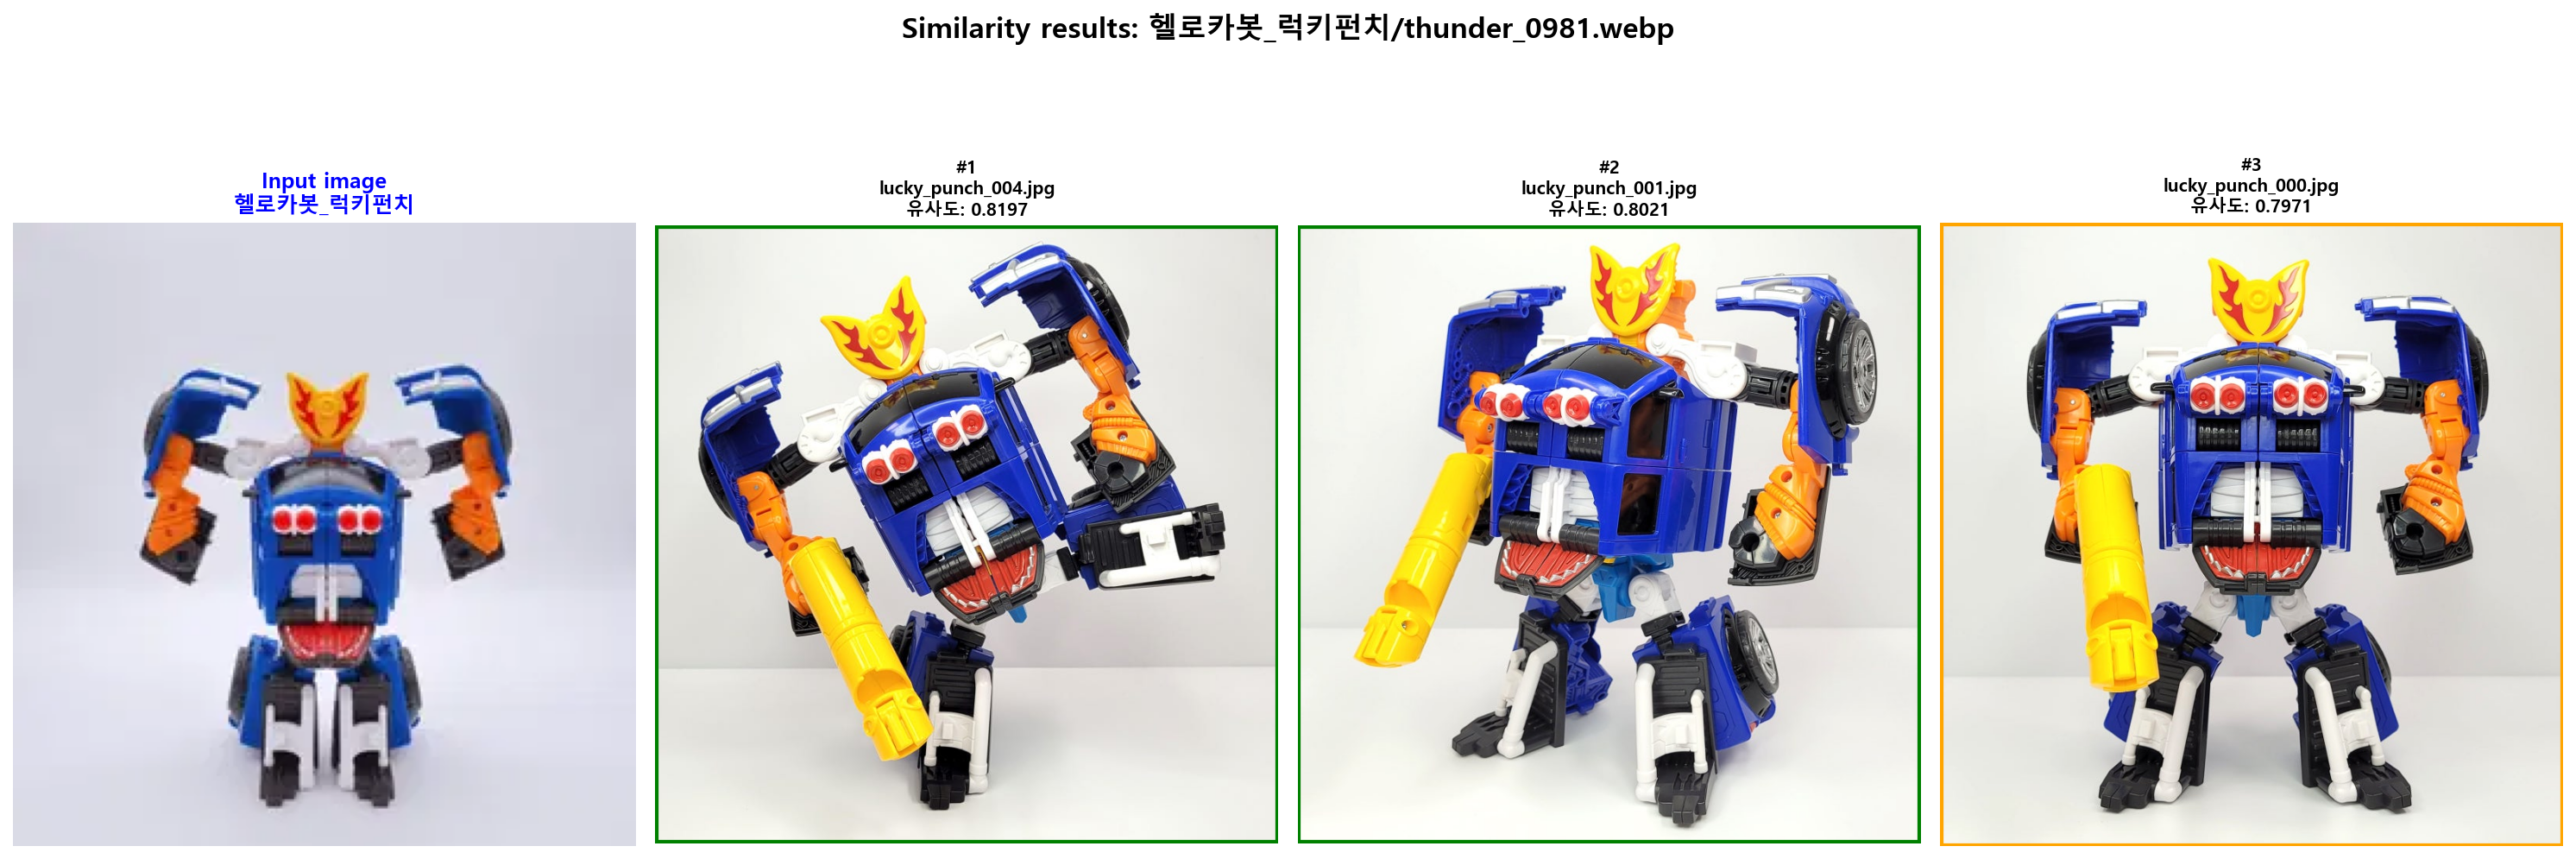 Similarity results: 헬로카봇_럭키펀치/thunder_0981.webp
Input image
헬로카봇_럭키펀치
#1
lucky_punch_004.jpg
유사도: 0.8197
#2
lucky_punch_001.jpg
유사도: 0.8021
#3
lucky_punch_000.jpg
유사도: 0.7971